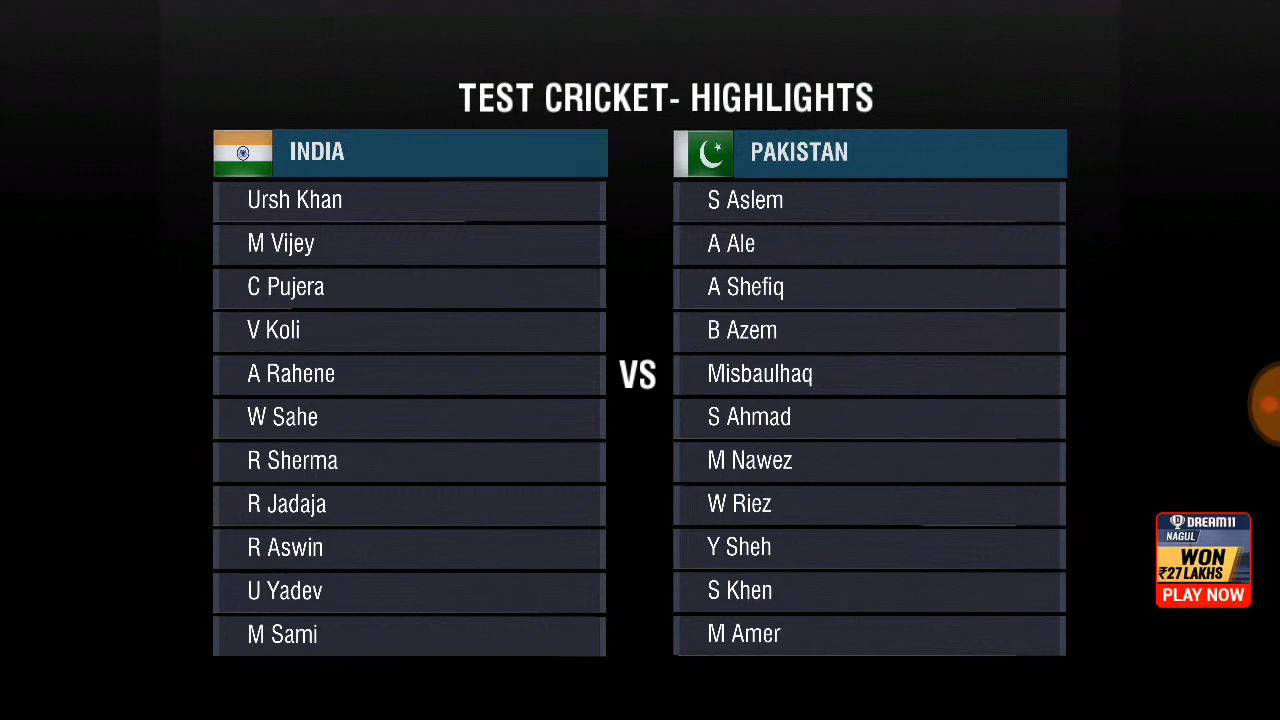 TEST CRICKET- HIGHLIGHTS
INDIA
Ursh Khan
M Vijey
C Pujera
V Koli
A Rahene
W Sahe
R Sherma
R Jadaja
R Aswin
U Yadev
M Sami
VS
PAKISTAN
S Aslem
A Ale
A Shefiq
B Azem
Misbaulhaq
S Ahmad
M Nawez
W Riez
Y Sheh
S Khen
M Amer
DREAM11
NAGUL
WON
₹27 LAKHS
PLAY NOW